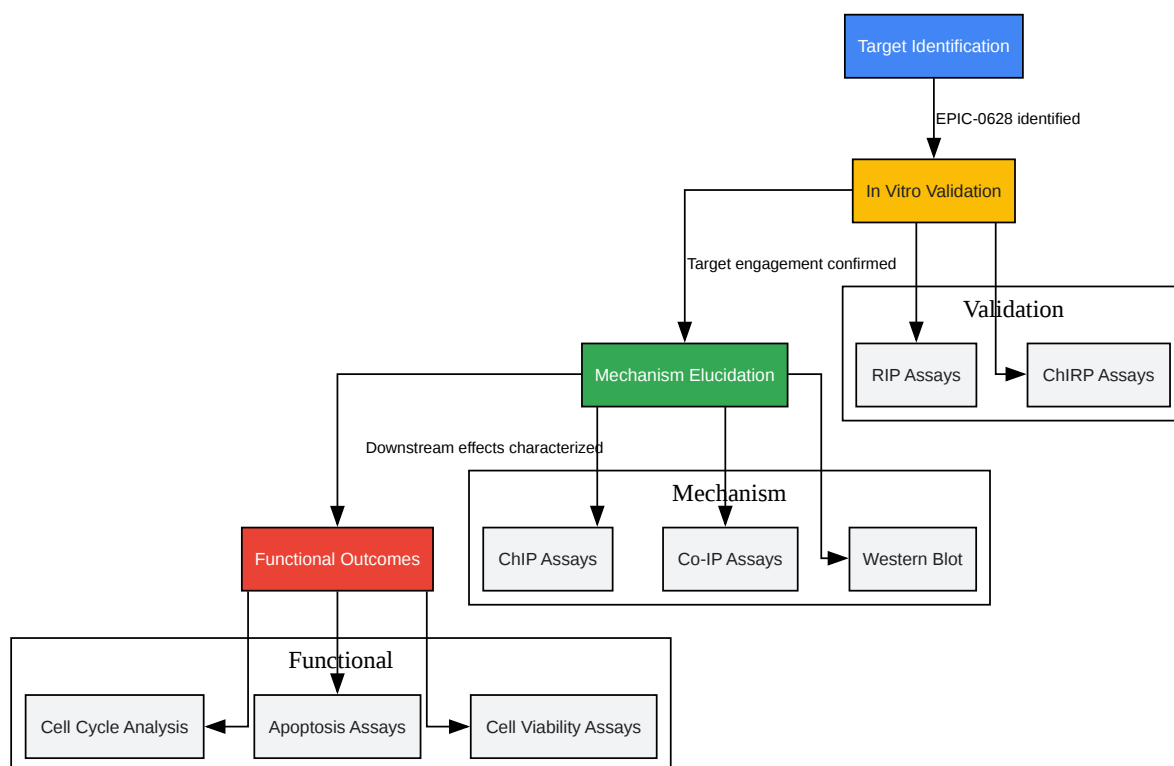 Target Identification
EPIC-0628 identified
In Vitro Validation
Target engagement confirmed
Validation
RIP Assays
ChIRP Assays
Mechanism Elucidation
Downstream effects characterized
Mechanism
ChIP Assays
Co-IP Assays
Western Blot
Functional Outcomes
Functional
Cell Cycle Analysis
Apoptosis Assays
Cell Viability Assays